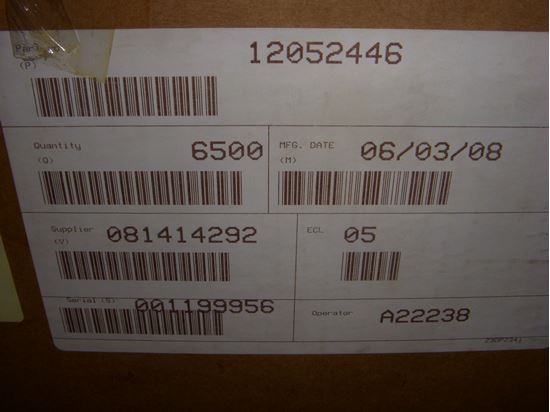 12052446
(P)
Quantity 6500 MFG. DATE 06/03/08
(Q) (M)
Supplier 081414292 ECL 05
(V)
Serial (S) 001199956
Operator A22238